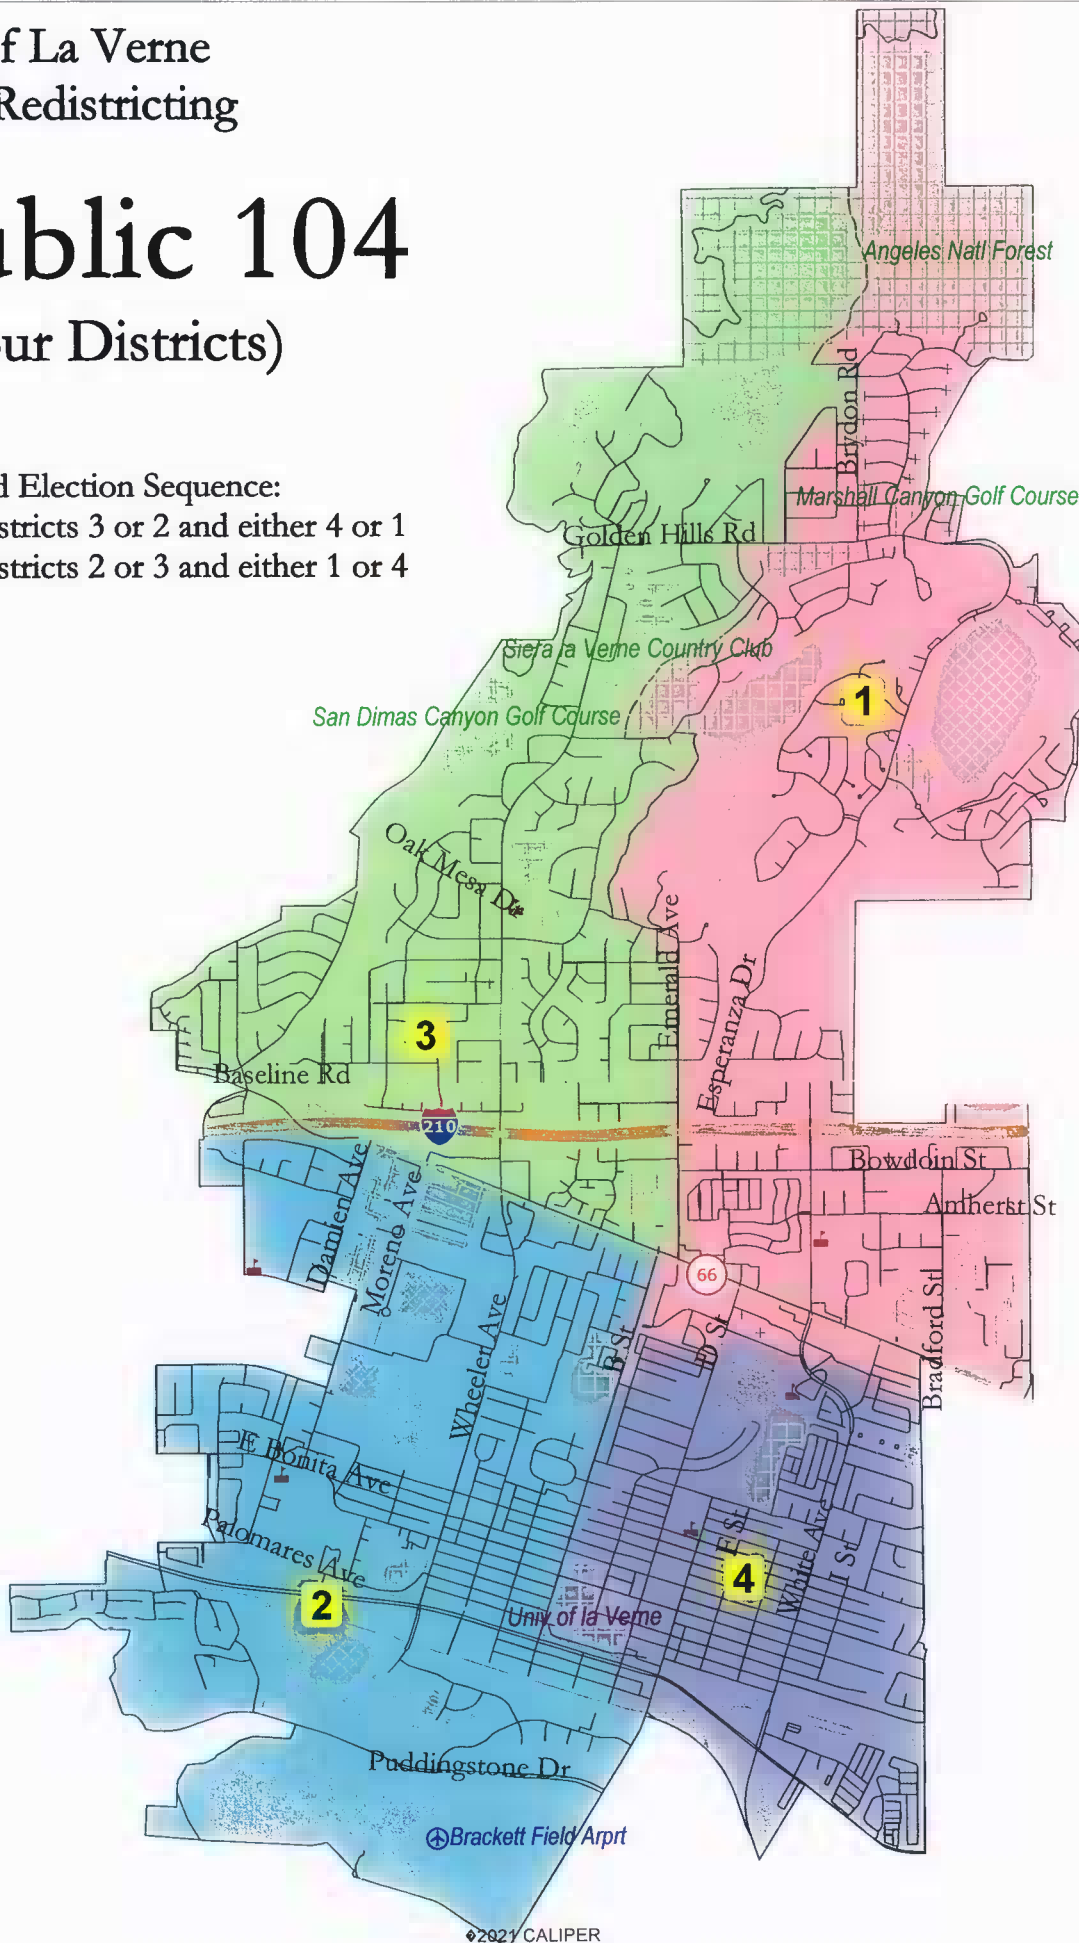 f La Verne
Redistricting
ublic 104
ur Districts)
d Election Sequence:
stricts 3 or 2 and either 4 or 1
stricts 2 or 3 and either 1 or 4
Angeles Natl Forest
Brydon Rd
Marshall Canyon Golf Course
Golden Hills Rd
Siera la Verne Country Club
1
San Dimas Canyon Golf Course
Oak Mesa Dr
Emerald Ave
Esperanza Dr
3
Baseline Rd
210
Bowdoin St
Amherst St
Damien Ave
Moreno Ave
66
Wheeler Ave
B St
D St
Bradford St
E Bonita Ave
Palomares Ave
E St
White Ave
I St
4
2
Univ of la Verne
Puddingstone Dr
Brackett Field Arprt
�2021 CALIPER